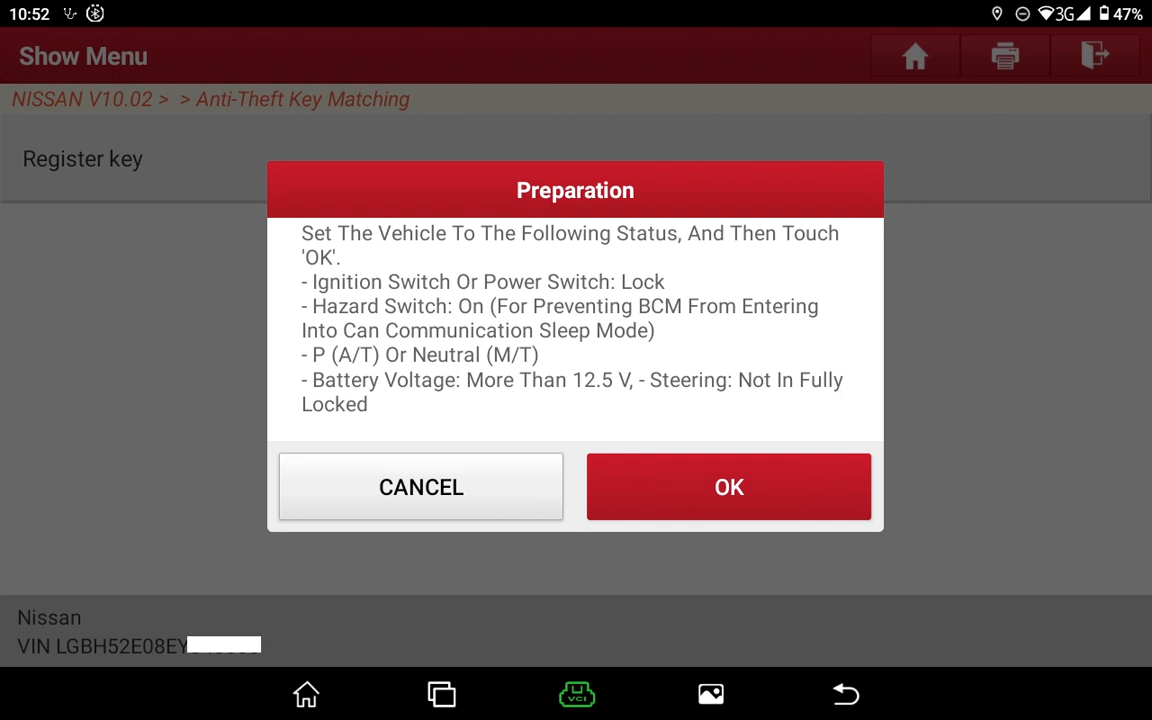 10:52
3G 47%
Show Menu
NISSAN V10.02 > > Anti-Theft Key Matching
Register key
Preparation
Set The Vehicle To The Following Status, And Then Touch
'OK'.
- Ignition Switch Or Power Switch: Lock
- Hazard Switch: On (For Preventing BCM From Entering
Into Can Communication Sleep Mode)
- P (A/T) Or Neutral (M/T)
- Battery Voltage: More Than 12.5 V, - Steering: Not In Fully
Locked
CANCEL
OK
Nissan
VIN LGBH52E08EY
VCI